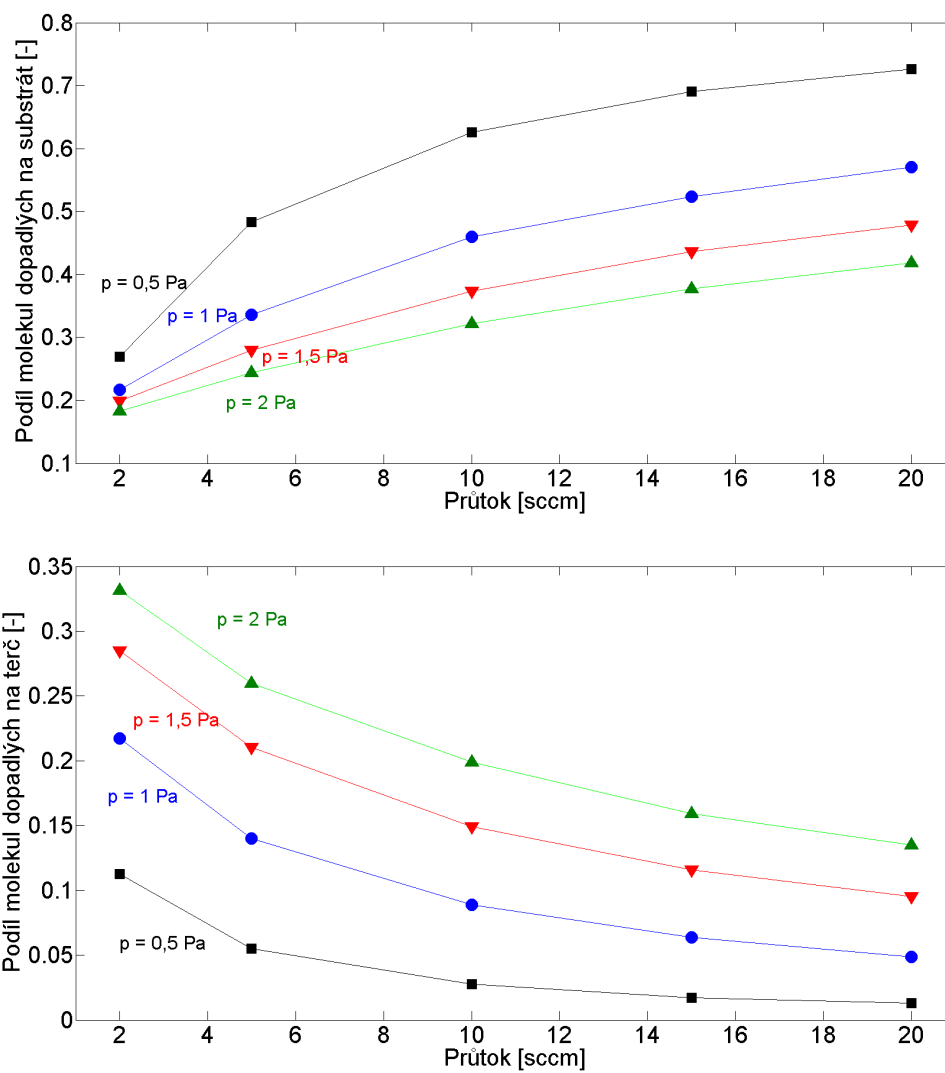 Podíl molekul dopadlých na substrát [-]
0.8
0.7
0.6
0.5
0.4
0.3
0.2
0.1
p = 0,5 Pa
p = 1 Pa
p = 1,5 Pa
p = 2 Pa
2 4 6 8 10 12 14 16 18 20
Průtok [sccm]
Podíl molekul dopadlých na terč [-]
0.35
0.3
0.25
0.2
0.15
0.1
0.05
0
p = 2 Pa
p = 1,5 Pa
p = 1 Pa
p = 0,5 Pa
2 4 6 8 10 12 14 16 18 20
Průtok [sccm]